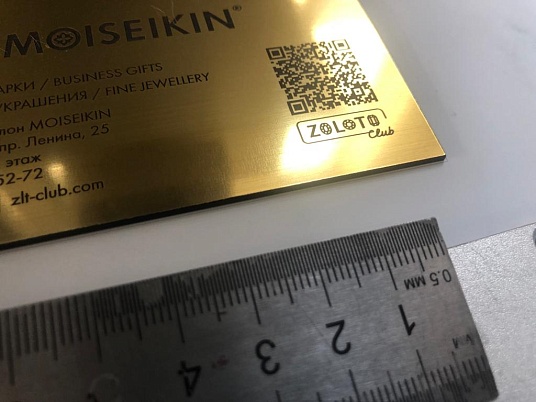 MOISEIKIN®
АРКИ / BUSINESS GIFTS
УКРАШЕНИЯ / FINE JEWELLERY
лон MOISEIKIN
пр. Ленина, 25
этаж
52-72
zlt-club.com
ZOLOTO
Club
0.5 мм
1
2
3
4